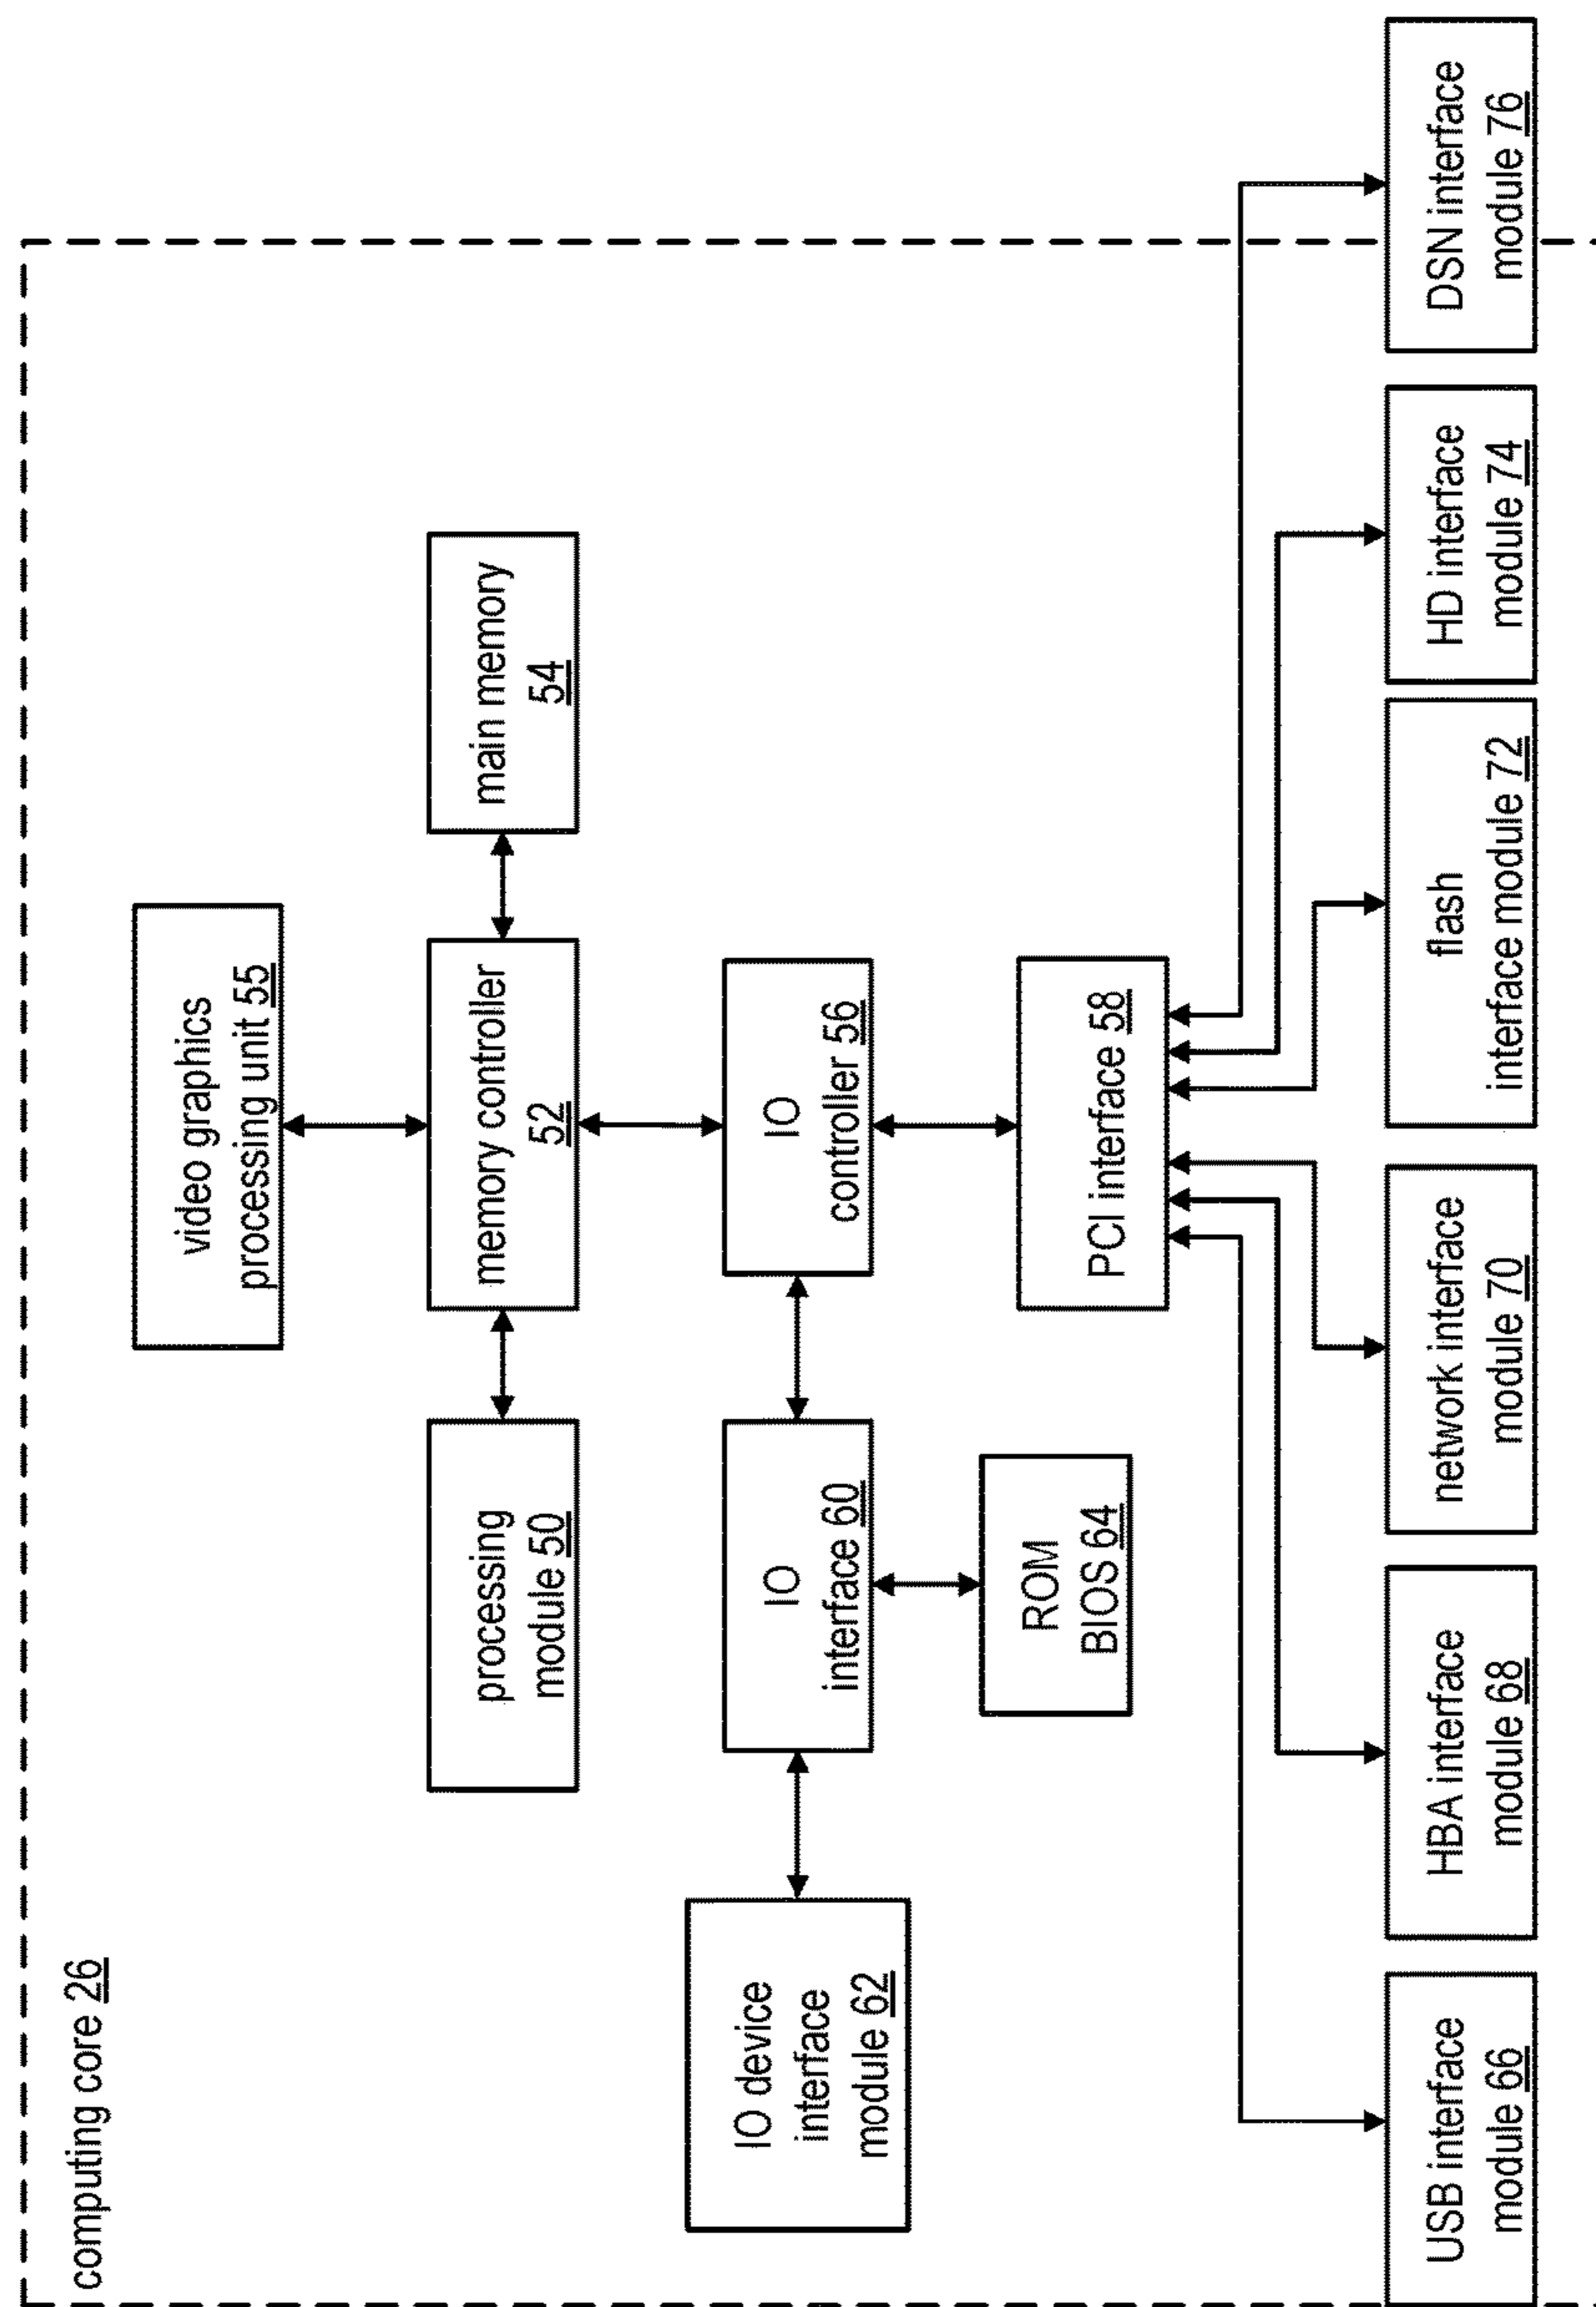 computing core 26
video graphics
processing unit 55
processing
module 50
memory controller
52
main memory
54
IO device
interface
module 62
IO
interface 60
IO
controller 56
ROM
BIOS 64
PCI interface 58
USB interface
module 66
HBA interface
module 68
network interface
module 70
flash
interface module 72
HD interface
module 74
DSN interface
module 76